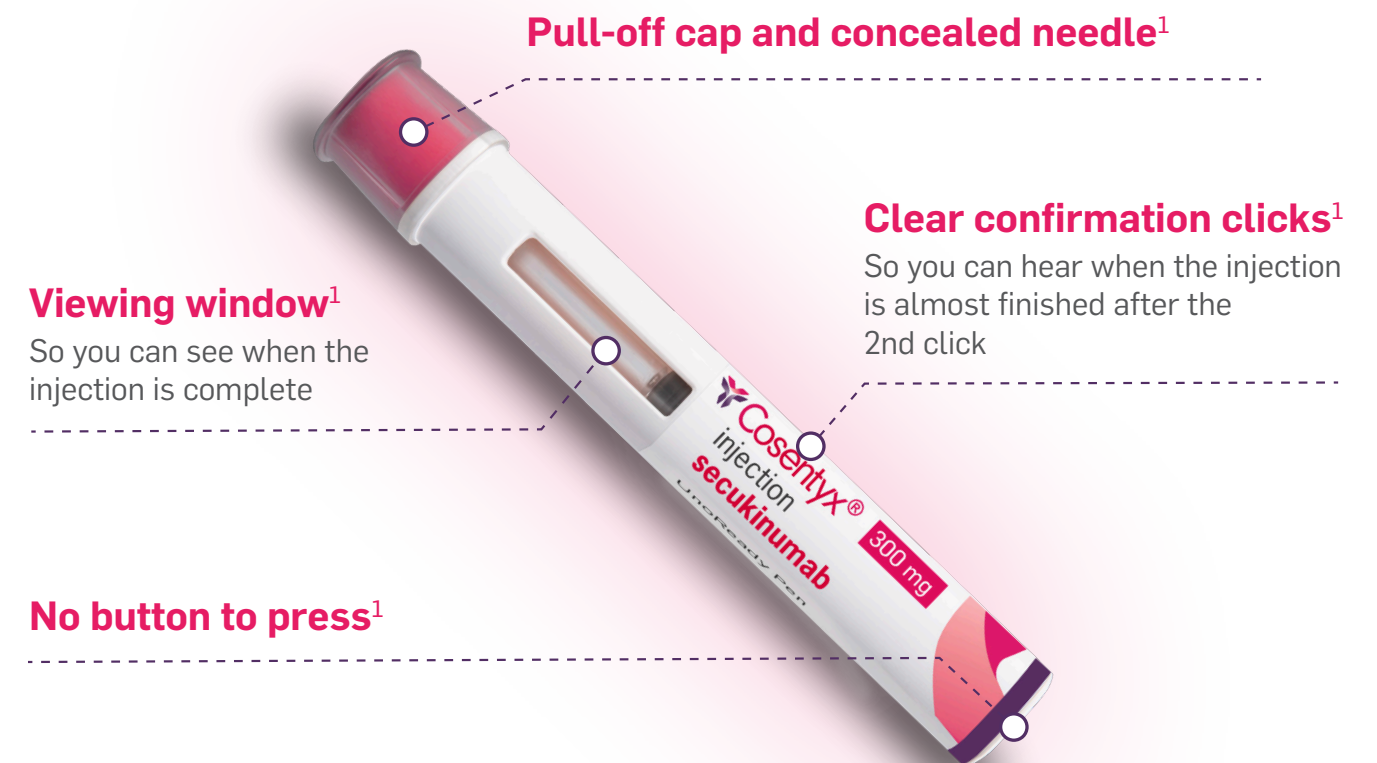 Pull-off cap and concealed needle1
Clear confirmation clicks1
So you can hear when the injection
is almost finished after the
2nd click
Viewing window1
So you can see when the
injection is complete
Cosentyx®
injection
secukinumab
UnoReady Pen
300 mg
No button to press1